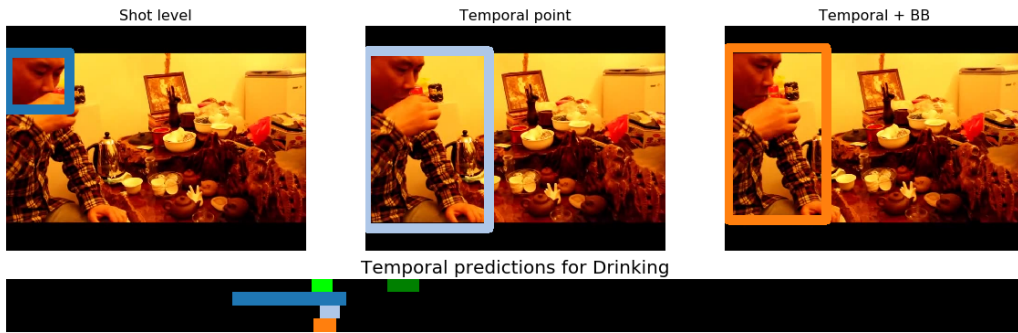 Shot level
Temporal point
Temporal + BB
Temporal predictions for Drinking